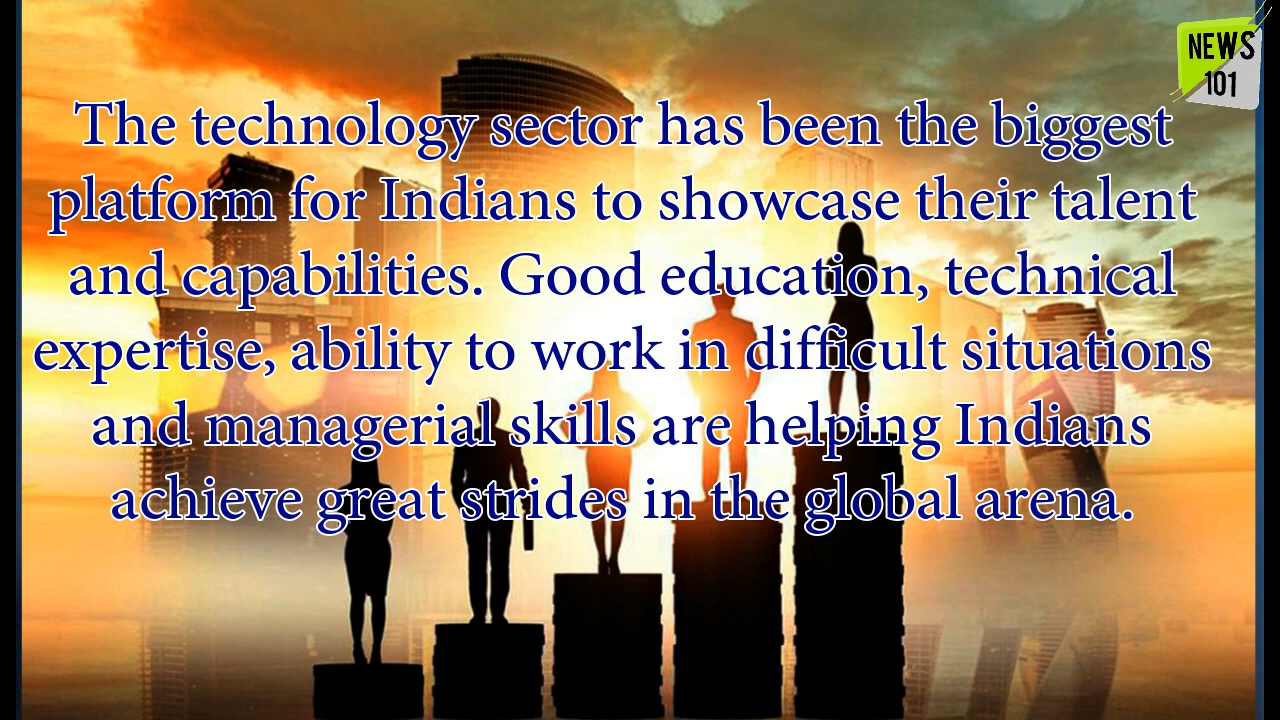 NEWS
101
The technology sector has been the biggest
platform for Indians to showcase their talent
and capabilities. Good education, technical
expertise, ability to work in difficult situations
and managerial skills are helping Indians
achieve great strides in the global arena.